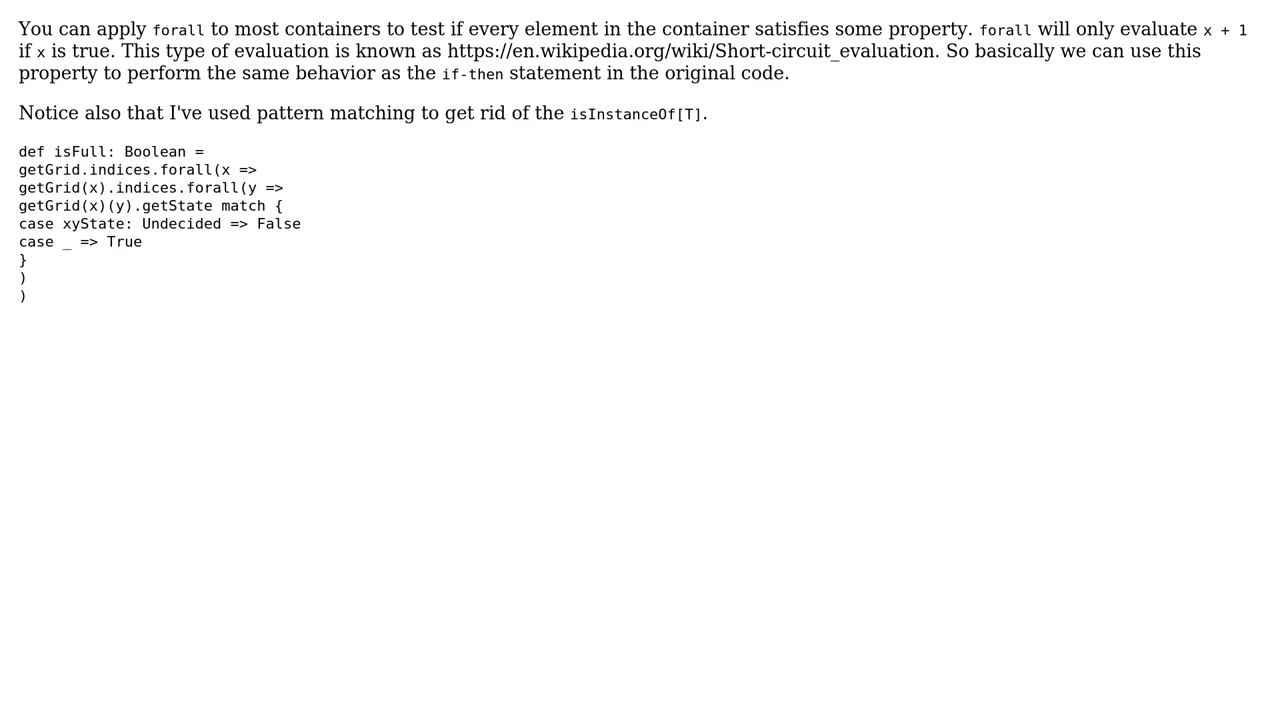 You can apply forall to most containers to test if every element in the container satisfies some property. forall will only evaluate x + 1
if x is true. This type of evaluation is known as https://en.wikipedia.org/wiki/Short-circuit_evaluation. So basically we can use this
property to perform the same behavior as the if-then statement in the original code.
Notice also that I've used pattern matching to get rid of the isInstanceOf[T].
def isFull: Boolean =
getGrid.indices.forall(x =>
getGrid(x).indices.forall(y =>
getGrid(x)(y).getState match {
case xyState: Undecided => False
case _ => True
}
)
)